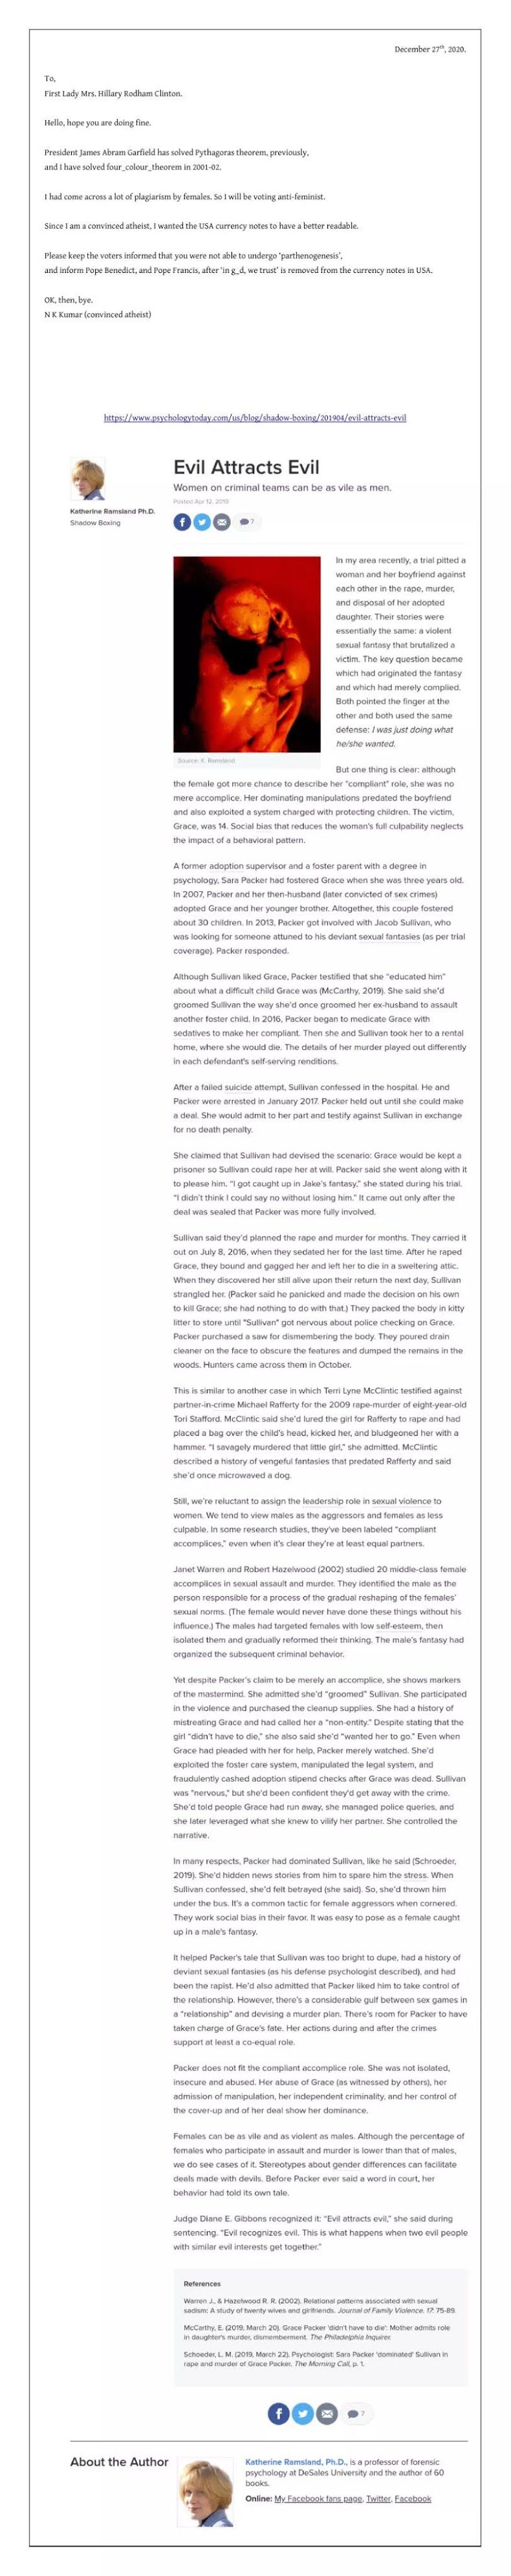 December 27th, 2020.
To,
First Lady Mrs. Hillary Rodham Clinton.
Hello, hope you are doing fine.
President James Abram Garfield has solved Pythagoras theorem, previously,
and I have solved four_colour_theorem in 2001-02.
I had come across a lot of plagiarism by females. So I will be voting anti-feminist.
Since I am a convinced atheist, I wanted the USA currency notes to have a better readable.
Please keep the voters informed that you were not able to undergo 'parthenogenesis',
and inform Pope Benedict, and Pope Francis, after 'in g_d, we trust' is removed from the currency notes in USA.
OK, then, bye.
N K Kumar (convinced atheist)
https://www.psychologytoday.com/us/blog/shadow-boxing/201904/evil-attracts-evil
Katherine Ramsland Ph.D.
Shadow Boxing
Evil Attracts Evil
Women on criminal teams can be as vile as men.
Posted Apr 12, 2019
7
Source: K. Ramsland
In my area recently, a trial pitted a
woman and her boyfriend against
each other in the rape, murder,
and disposal of her adopted
daughter. Their stories were
essentially the same: a violent
sexual fantasy that brutalized a
victim. The key question became
which had originated the fantasy
and which had merely complied.
Both pointed the finger at the
other and both used the same
defense: I was just doing what
he/she wanted.
But one thing is clear: although
the female got more chance to describe her "compliant" role, she was no
mere accomplice. Her dominating manipulations predated the boyfriend
and also exploited a system charged with protecting children. The victim,
Grace, was 14. Social bias that reduces the woman's full culpability neglects
the impact of a behavioral pattern.
A former adoption supervisor and a foster parent with a degree in
psychology, Sara Packer had fostered Grace when she was three years old.
In 2007, Packer and her then-husband (later convicted of sex crimes)
adopted Grace and her younger brother. Altogether, this couple fostered
about 30 children. In 2013, Packer got involved with Jacob Sullivan, who
was looking for someone attuned to his deviant sexual fantasies (as per trial
coverage). Packer responded.
Although Sullivan liked Grace, Packer testified that she "educated him"
about what a difficult child Grace was (McCarthy, 2019). She said she'd
groomed Sullivan the way she'd once groomed her ex-husband to assault
another foster child. In 2016, Packer began to medicate Grace with
sedatives to make her compliant. Then she and Sullivan took her to a rental
home, where she would die. The details of her murder played out differently
in each defendant's self-serving renditions.
After a failed suicide attempt, Sullivan confessed in the hospital. He and
Packer were arrested in January 2017. Packer held out until she could make
a deal. She would admit to her part and testify against Sullivan in exchange
for no death penalty.
She claimed that Sullivan had devised the scenario: Grace would be kept a
prisoner so Sullivan could rape her at will. Packer said she went along with it
to please him. "I got caught up in Jake's fantasy," she stated during his trial.
"I didn't think I could say no without losing him." It came out only after the
deal was sealed that Packer was more fully involved.
Sullivan said they'd planned the rape and murder for months. They carried it
out on July 8, 2016, when they sedated her for the last time. After he raped
Grace, they bound and gagged her and left her to die in a sweltering attic.
When they discovered her still alive upon their return the next day, Sullivan
strangled her. (Packer said he panicked and made the decision on his own
to kill Grace; she had nothing to do with that.) They packed the body in kitty
litter to store until "Sullivan" got nervous about police checking on Grace.
Packer purchased a saw for dismembering the body. They poured drain
cleaner on the face to obscure the features and dumped the remains in the
woods. Hunters came across them in October.
This is similar to another case in which Terri Lyne McClintic testified against
partner-in-crime Michael Rafferty for the 2009 rape-murder of eight-year-old
Tori Stafford. McClintic said she'd lured the girl for Rafferty to rape and had
placed a bag over the child's head, kicked her, and bludgeoned her with a
hammer. "I savagely murdered that little girl," she admitted. McClintic
described a history of vengeful fantasies that predated Rafferty and said
she'd once microwaved a dog.
Still, we're reluctant to assign the leadership role in sexual violence to
women. We tend to view males as the aggressors and females as less
culpable. In some research studies, they've been labeled "compliant
accomplices," even when it's clear they're at least equal partners.
Janet Warren and Robert Hazelwood (2002) studied 20 middle-class female
accomplices in sexual assault and murder. They identified the male as the
person responsible for a process of the gradual reshaping of the females'
sexual norms. (The female would never have done these things without his
influence.) The males had targeted females with low self-esteem, then
isolated them and gradually reformed their thinking. The male's fantasy had
organized the subsequent criminal behavior.
Yet despite Packer's claim to be merely an accomplice, she shows markers
of the mastermind. She admitted she'd "groomed" Sullivan. She participated
in the violence and purchased the cleanup supplies. She had a history of
mistreating Grace and had called her a "non-entity." Despite stating that the
girl "didn't have to die," she also said she'd "wanted her to go." Even when
Grace had pleaded with her for help, Packer merely watched. She'd
exploited the foster care system, manipulated the legal system, and
fraudulently cashed adoption stipend checks after Grace was dead. Sullivan
was "nervous," but she'd been confident they'd get away with the crime.
She'd told people Grace had run away, she managed police queries, and
she later leveraged what she knew to vilify her partner. She controlled the
narrative.
In many respects, Packer had dominated Sullivan, like he said (Schroeder,
2019). She'd hidden news stories from him to spare him the stress. When
Sullivan confessed, she'd felt betrayed (she said). So, she'd thrown him
under the bus. It's a common tactic for female aggressors when cornered.
They work social bias in their favor. It was easy to pose as a female caught
up in a male's fantasy.
It helped Packer's tale that Sullivan was too bright to dupe, had a history of
deviant sexual fantasies (as his defense psychologist described), and had
been the rapist. He'd also admitted that Packer liked him to take control of
the relationship. However, there's a considerable gulf between sex games in
a "relationship" and devising a murder plan. There's room for Packer to have
taken charge of Grace's fate. Her actions during and after the crimes
support at least a co-equal role.
Packer does not fit the compliant accomplice role. She was not isolated,
insecure and abused. Her abuse of Grace (as witnessed by others), her
admission of manipulation, her independent criminality, and her control of
the cover-up and of her deal show her dominance.
Females can be as vile and as violent as males. Although the percentage of
females who participate in assault and murder is lower than that of males,
we do see cases of it. Stereotypes about gender differences can facilitate
deals made with devils. Before Packer ever said a word in court, her
behavior had told its own tale.
Judge Diane E. Gibbons recognized it: "Evil attracts evil," she said during
sentencing. "Evil recognizes evil. This is what happens when two evil people
with similar evil interests get together."
References
Warren J., & Hazelwood R. R. (2002). Relational patterns associated with sexual
sadism: A study of twenty wives and girlfriends. Journal of Family Violence. 17: 75-89.
McCarthy, E. (2019, March 20). Grace Packer 'didn't have to die': Mother admits role
in daughter's murder, dismemberment. The Philadelphia Inquirer.
Schoeder, L. M. (2019, March 22). Psychologist: Sara Packer 'dominated' Sullivan in
rape and murder of Grace Packer. The Morning Call, p. 1.
7
About the Author
Katherine Ramsland, Ph.D., is a professor of forensic
psychology at DeSales University and the author of 60
books.
Online: My Facebook fans page, Twitter, Facebook